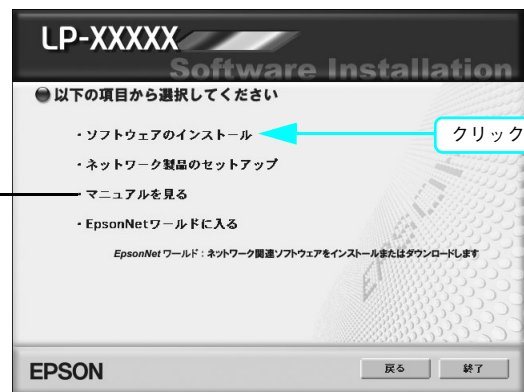 LP-XXXXX
Software Installation
以下の項目から選択してください
・ソフトウェアのインストール
クリック
・ネットワーク製品のセットアップ
・マニュアルを見る
・EpsonNetワールドに入る
EpsonNet ワールド：ネットワーク関連ソフトウェアをインストールまたはダウンロードします
EPSON
EPSON
戻る
終了